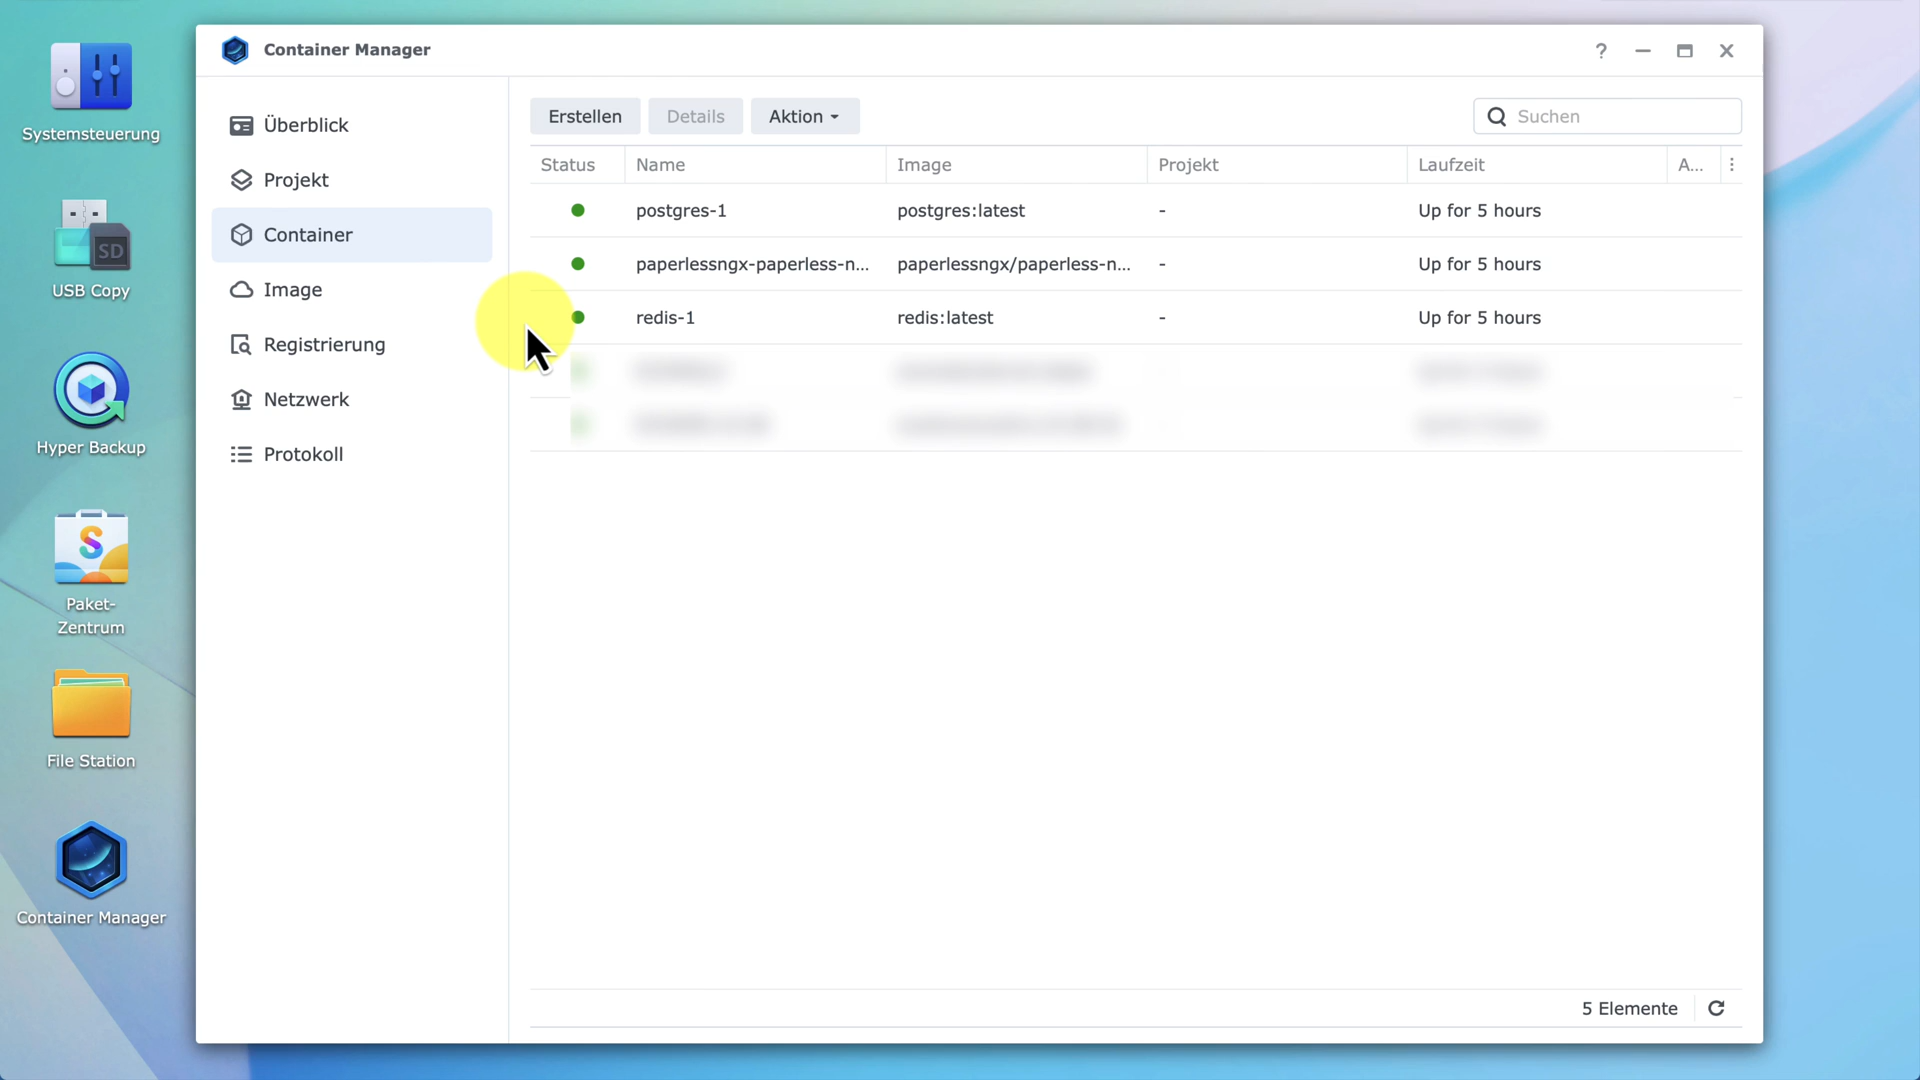 Container Manager
?
Systemsteuerung
SD
USB Copy
Hyper Backup
S
Paket-
Zentrum
File Station
Container Manager
Überblick
Projekt
Container
Image
Registrierung
Netzwerk
Protokoll
Erstellen Details Aktion
Suchen
Status Name Image Projekt Laufzeit A...
postgres-1 postgres:latest - Up for 5 hours
paperlessngx-paperless-n... paperlessngx/paperless-n... - Up for 5 hours
redis-1 redis:latest - Up for 5 hours
5 Elemente